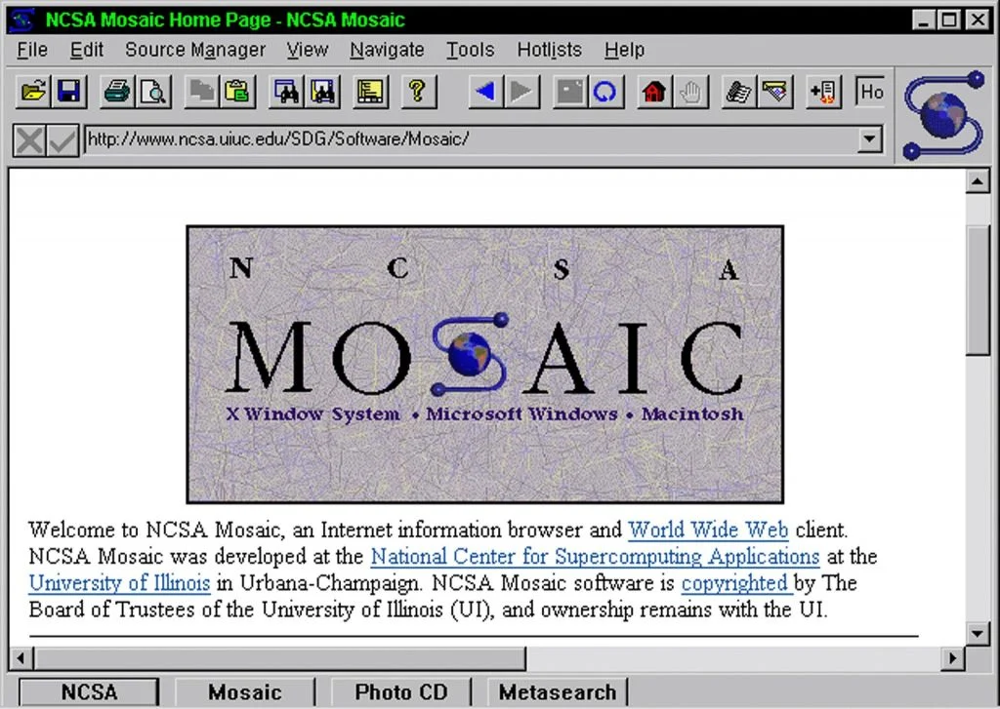 NCSA Mosaic Home Page - NCSA Mosaic
File Edit Source Manager View Navigate Tools Hotlists Help
Ho
http://www.ncsa.uiuc.edu/SDG/Software/Mosaic/
N C S A
MOSAIC
X Window System • Microsoft Windows • Macintosh
Welcome to NCSA Mosaic, an Internet information browser and World Wide Web client.
NCSA Mosaic was developed at the National Center for Supercomputing Applications at the
University of Illinois in Urbana-Champaign. NCSA Mosaic software is copyrighted by The
Board of Trustees of the University of Illinois (UI), and ownership remains with the UI.
NCSA Mosaic Photo CD Metasearch